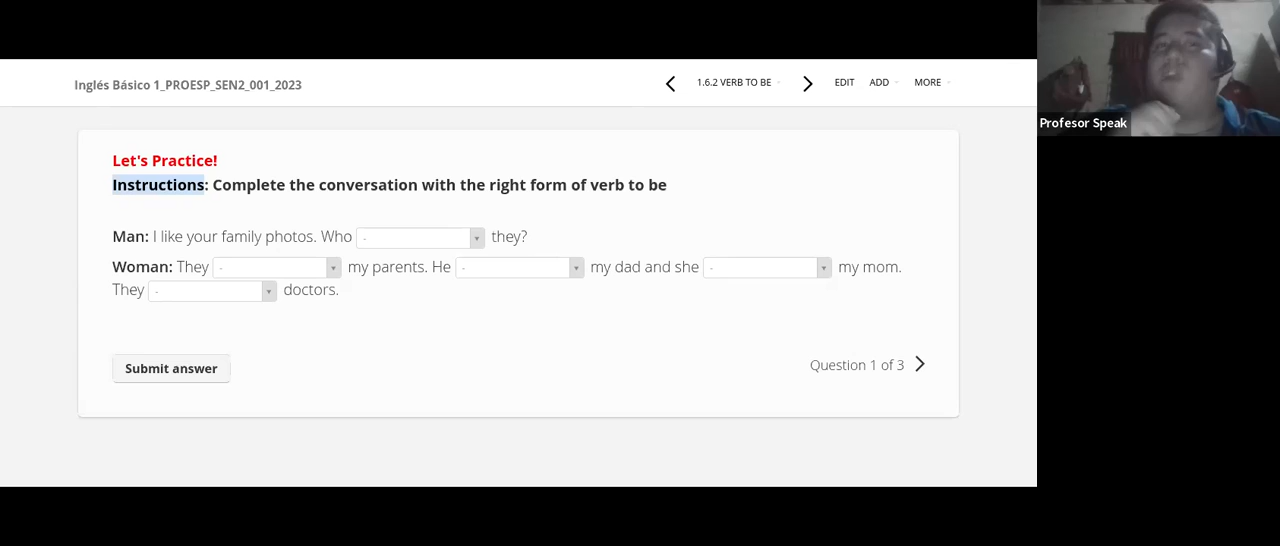 Inglés Básico 1_PROESP_SEN2_001_2023
1.6.2 VERB TO BE
EDIT
ADD
MORE
Profesor Speak
Let's Practice!
Instructions: Complete the conversation with the right form of verb to be
Man: I like your family photos. Who - they?
Woman: They - my parents. He - my dad and she - my mom.
They - doctors.
Submit answer
Question 1 of 3